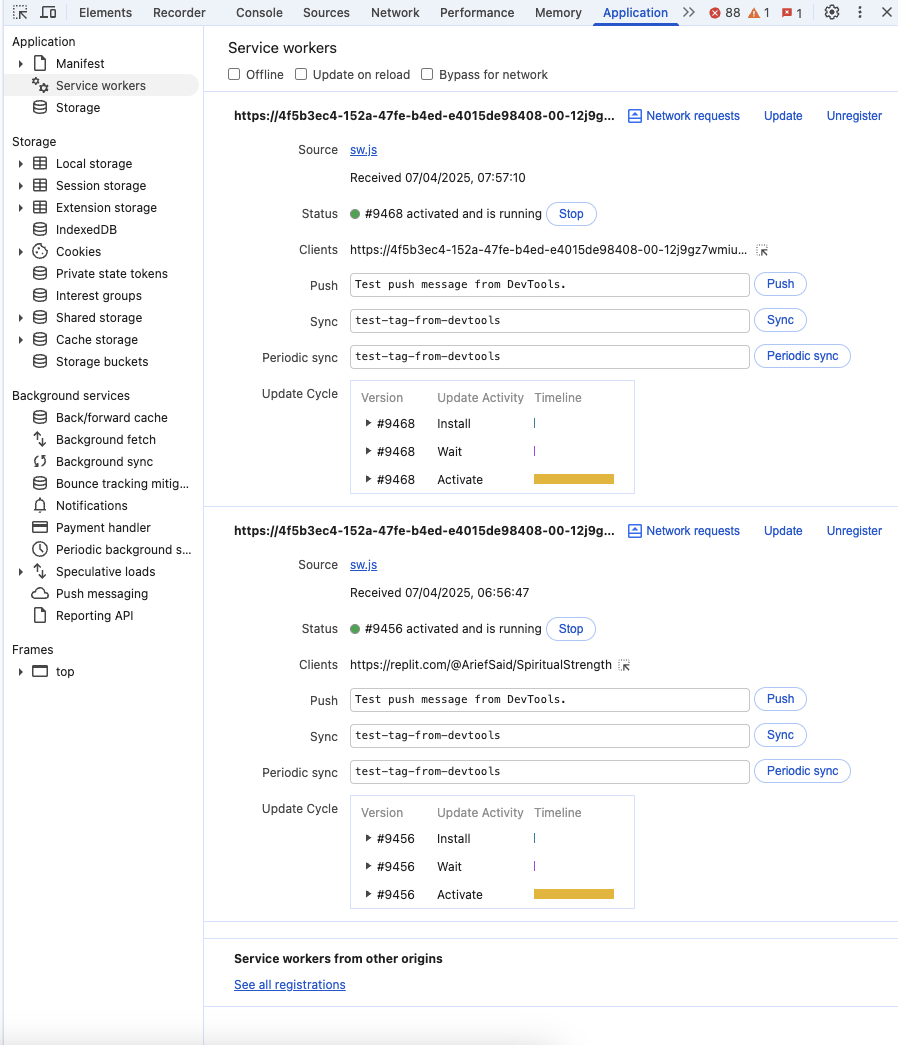 Elements Recorder Console Sources Network Performance Memory Application 88 1 1
Application
Manifest
Service workers
Storage
Storage
Local storage
Session storage
Extension storage
IndexedDB
Cookies
Private state tokens
Interest groups
Shared storage
Cache storage
Storage buckets
Background services
Back/forward cache
Background fetch
Background sync
Bounce tracking mitig...
Notifications
Payment handler
Periodic background s...
Speculative loads
Push messaging
Reporting API
Frames
top
Service workers
Offline Update on reload Bypass for network
https://4f5b3ec4-152a-47fe-b4ed-e4015de98408-00-12j9g... Network requests Update Unregister
Source sw.js
Received 07/04/2025, 07:57:10
Status #9468 activated and is running Stop
Clients https://4f5b3ec4-152a-47fe-b4ed-e4015de98408-00-12j9gz7wmiu...
Push Test push message from DevTools. Push
Sync test-tag-from-devtools Sync
Periodic sync test-tag-from-devtools Periodic sync
Update Cycle Version Update Activity Timeline
#9468 Install
#9468 Wait
#9468 Activate
https://4f5b3ec4-152a-47fe-b4ed-e4015de98408-00-12j9g... Network requests Update Unregister
Source sw.js
Received 07/04/2025, 06:56:47
Status #9456 activated and is running Stop
Clients https://replit.com/@AriefSaid/SpiritualStrength
Push Test push message from DevTools. Push
Sync test-tag-from-devtools Sync
Periodic sync test-tag-from-devtools Periodic sync
Update Cycle Version Update Activity Timeline
#9456 Install
#9456 Wait
#9456 Activate
Service workers from other origins
See all registrations